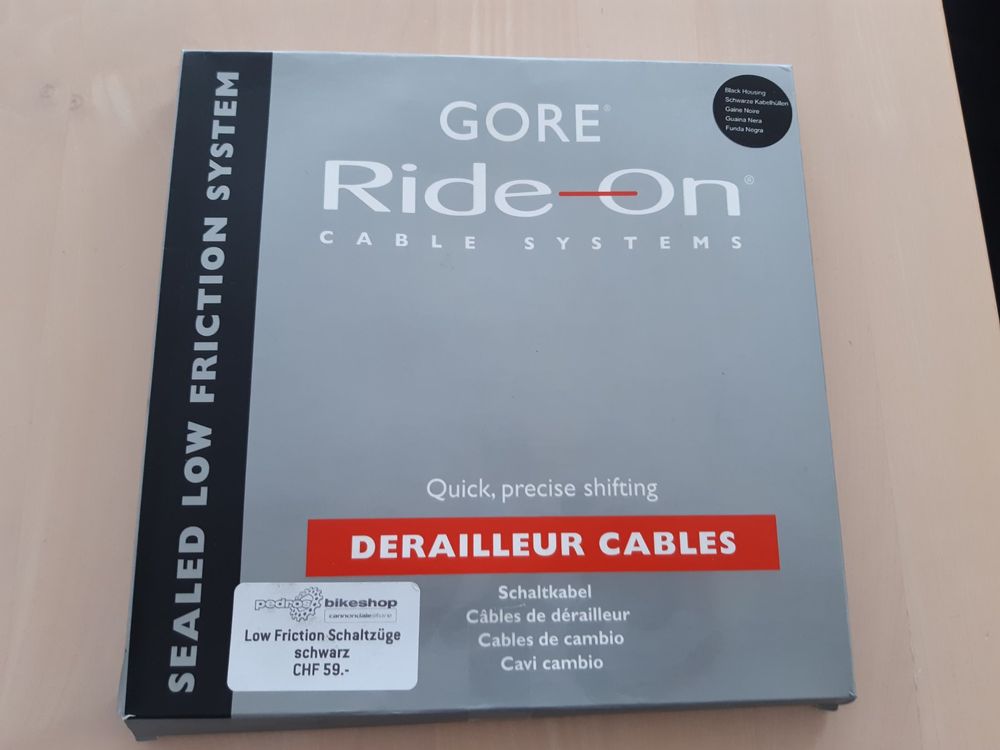 SEALED LOW FRICTION SYSTEM
GORE®
Ride-On®
CABLE SYSTEMS
Black Housing
Schwarze Kabelhüllen
Gaine Noire
Guaina Nera
Funda Negra
Quick, precise shifting
DERAILLEUR CABLES
Schaltkabel
Câbles de dérailleur
Cables de cambio
Cavi cambio
pedros bikeshop
Low Friction Schaltzüge
schwarz
CHF 59.-